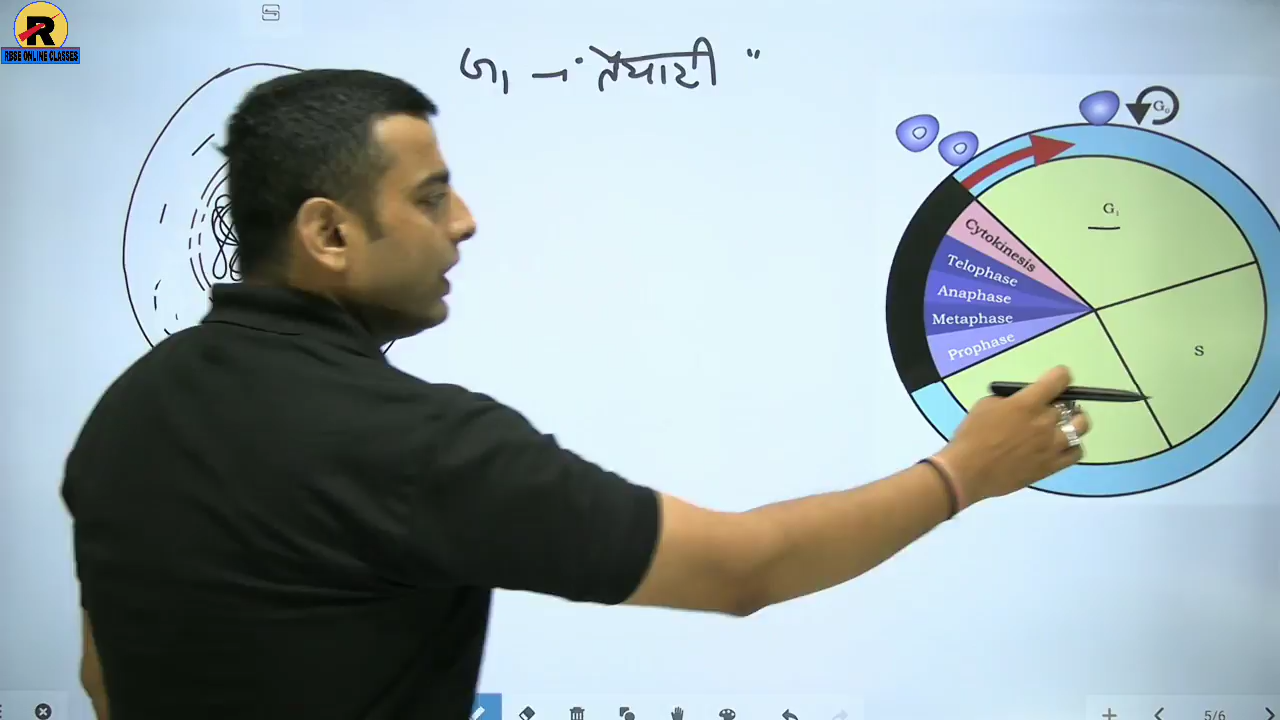 R
RBSE ONLINE CLASSES
G₁ → तैयारी "
G₀
G₁
Cytokinesis
Telophase
Anaphase
Metaphase
Prophase
S
5/6